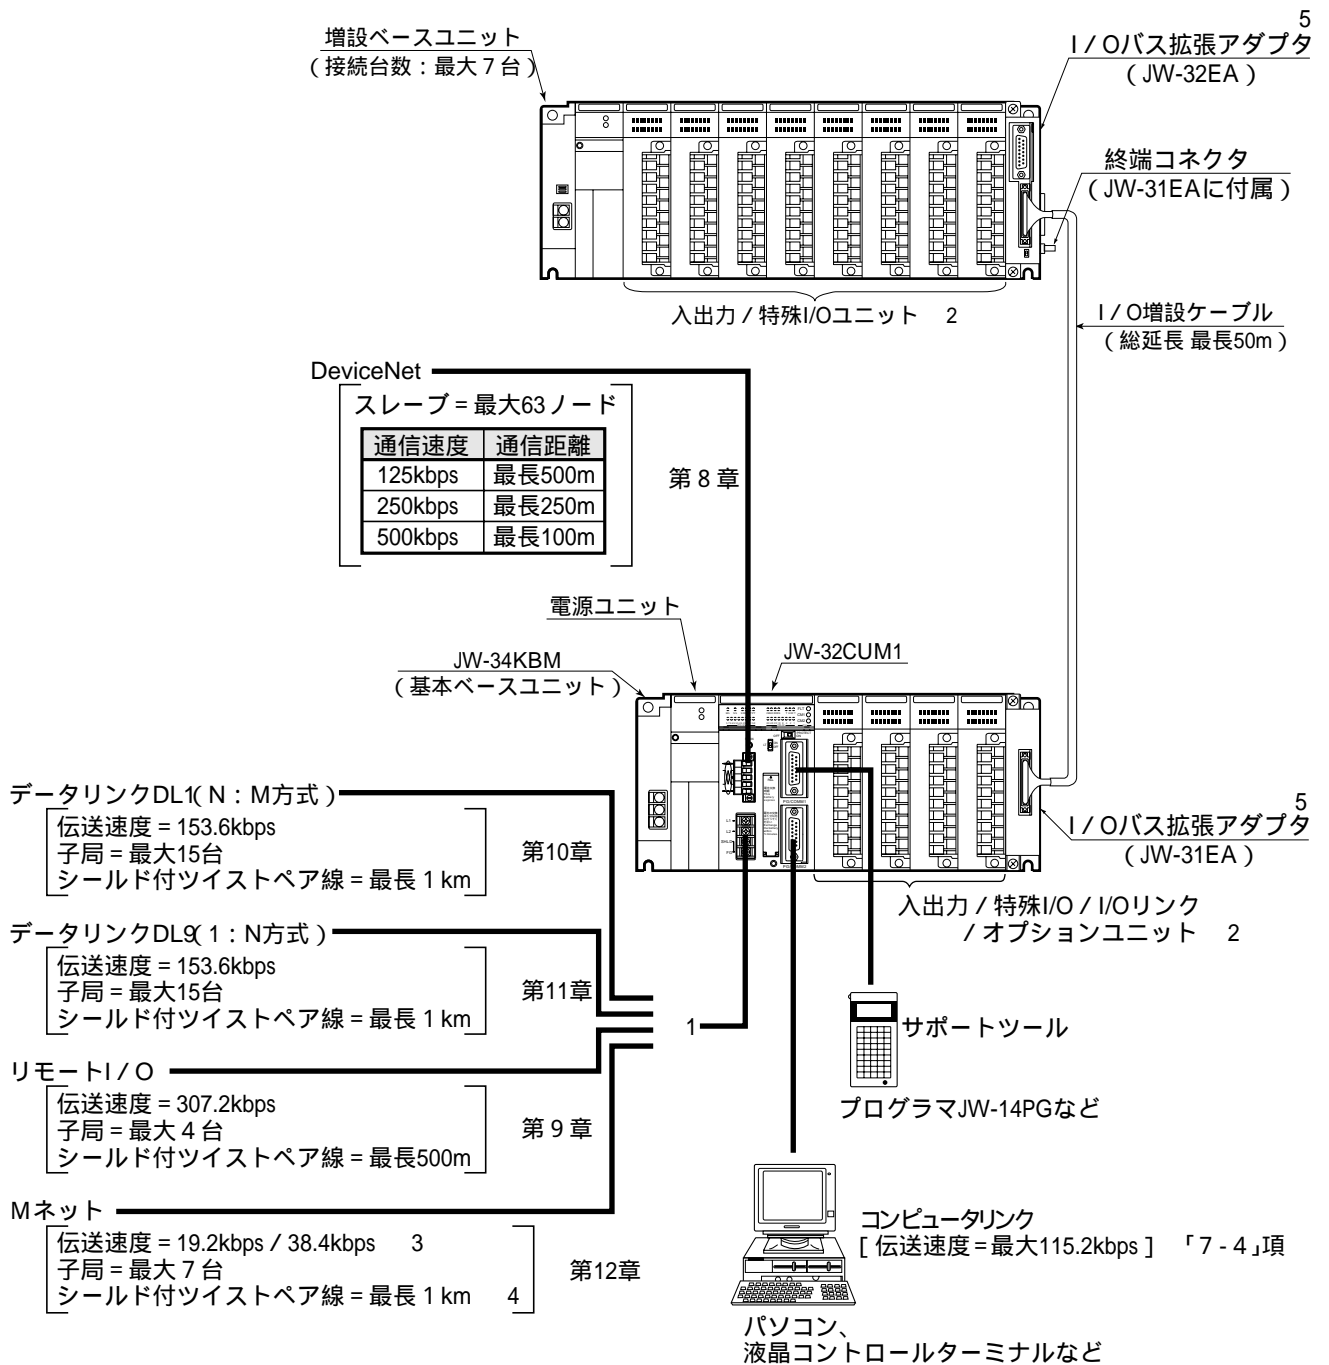 増設ベースユニット
（接続台数：最大７台）
5
I／Oバス拡張アダプタ
（JW-32EA）
終端コネクタ
（JW-31EAに付属）
入出力／特殊I/Oユニット 2
I／O増設ケーブル
（総延長 最長50m）
DeviceNet
スレーブ＝最大63ノード
通信速度 通信距離
125kbps 最長500m
250kbps 最長250m
500kbps 最長100m
第８章
電源ユニット
JW-34KBM
（基本ベースユニット）
JW-32CUM1
データリンクDL1（N：M方式）
伝送速度＝153.6kbps
子局＝最大15台
シールド付ツイストペア線＝最長１km
第10章
5
I／Oバス拡張アダプタ
（JW-31EA）
入出力／特殊I/O／I/Oリンク
／オプションユニット 2
データリンクDL9（1：N方式）
伝送速度＝153.6kbps
子局＝最大15台
シールド付ツイストペア線＝最長１km
第11章
1
サポートツール
プログラマJW-14PGなど
リモートI／O
伝送速度＝307.2kbps
子局＝最大４台
シールド付ツイストペア線＝最長500m
第９章
Mネット
伝送速度＝19.2kbps／38.4kbps 3
子局＝最大７台
シールド付ツイストペア線＝最長１km 4
第12章
コンピュータリンク
［伝送速度＝最大115.2kbps］ 「７-４」項
パソコン、
液晶コントロールターミナルなど